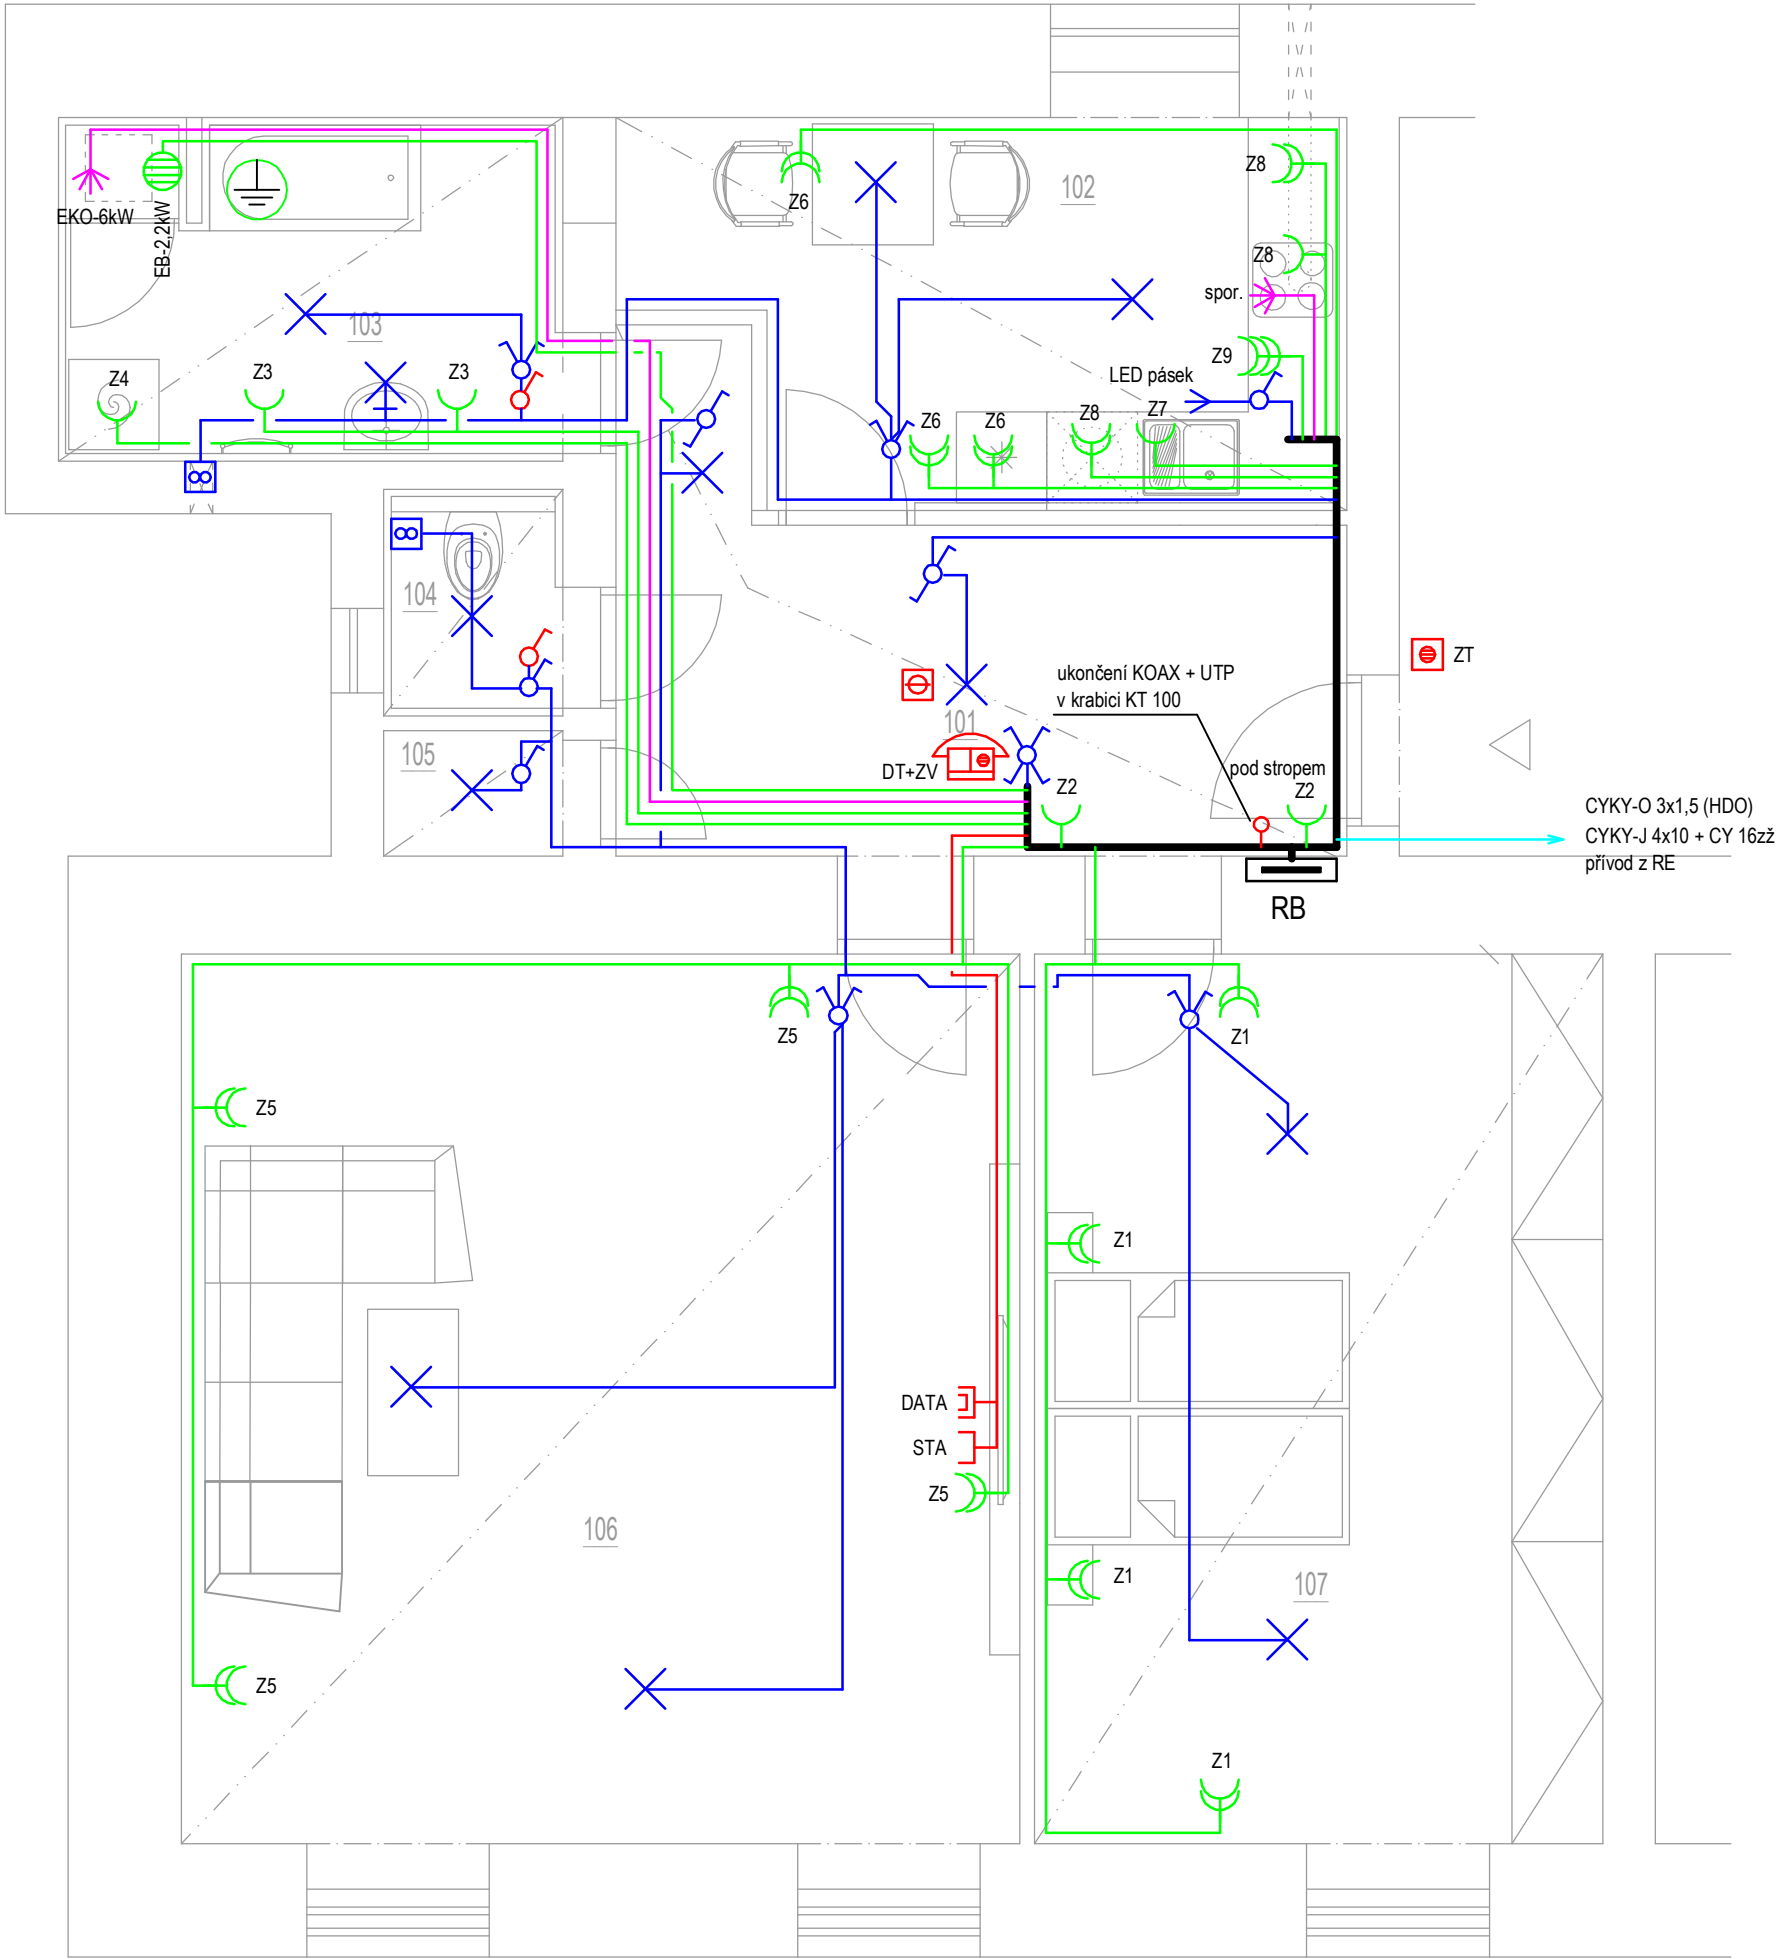 Z8
102
Z6
EKO-6kW
EB-2,2kW
Z8
spor.
103
Z9
LED pásek
Z4
Z3
Z3
Z6
Z6
Z8
Z7
104
ZT
ukončení KOAX + UTP
v krabici KT 100
101
105
DT+ZV
Z2
pod stropem
Z2
CYKY-O 3x1,5 (HDO)
CYKY-J 4x10 + CY 16zž
přívod z RE
RB
Z5
Z1
Z5
Z1
DATA
STA
Z5
106
Z1
107
Z5
Z1